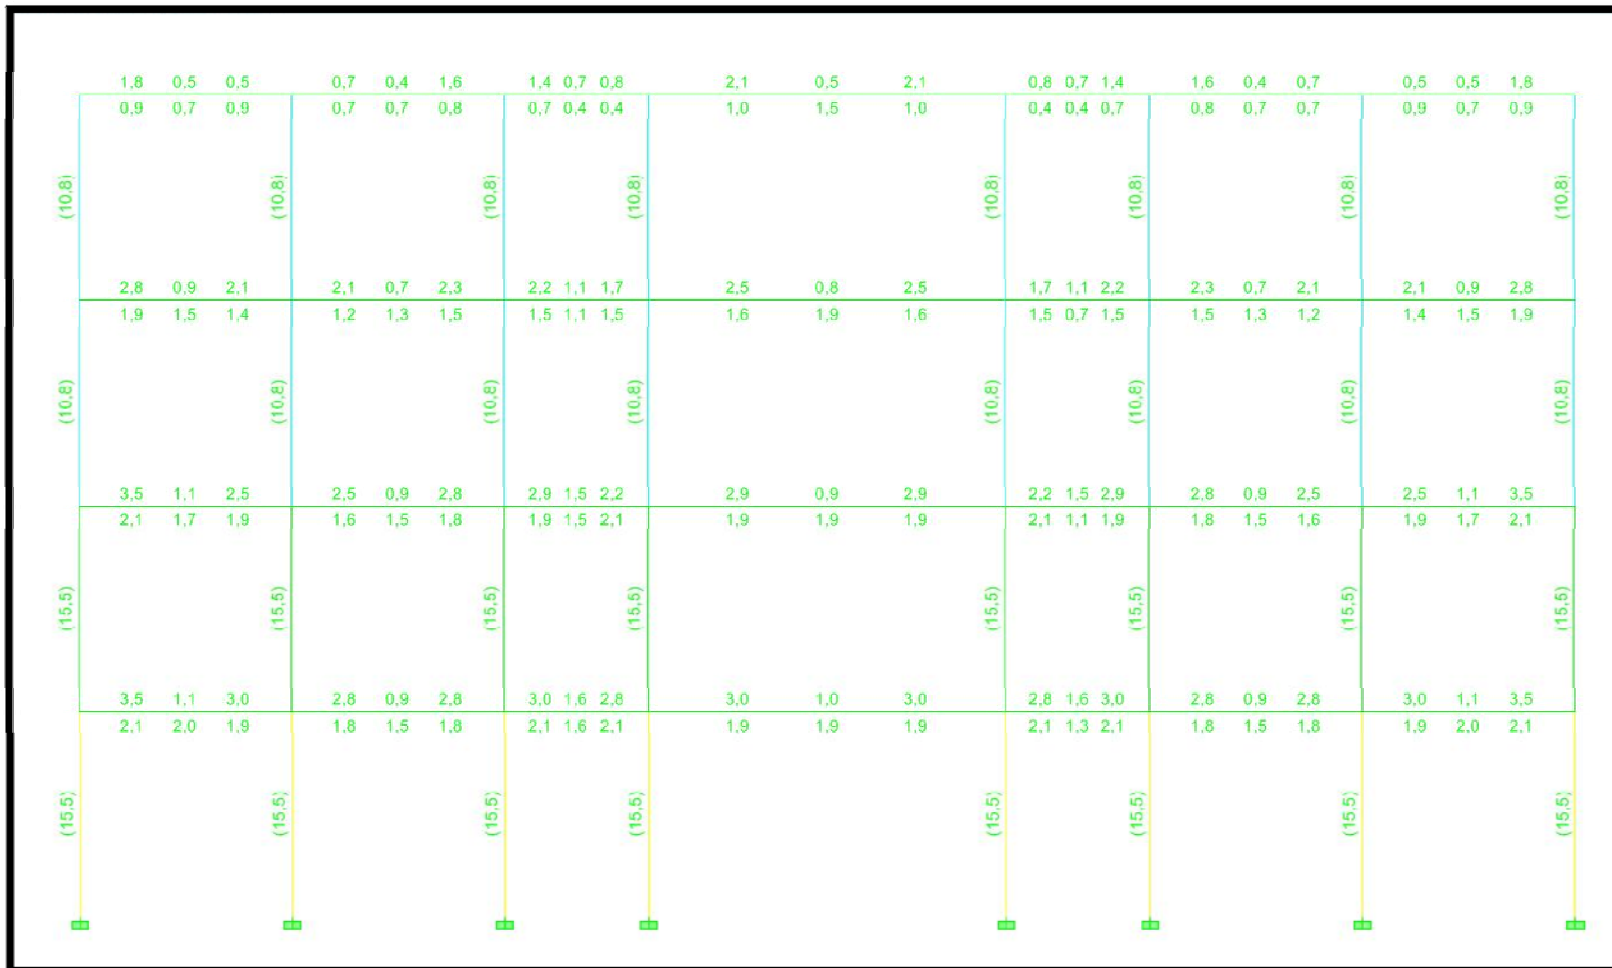 1,8 0,5 0,5 0,7 0,4 1,6 1,4 0,7 0,8 2,1 0,5 2,1 0,8 0,7 1,4 1,6 0,4 0,7 0,5 0,5 1,8
0,9 0,7 0,9 0,7 0,7 0,8 0,7 0,4 0,4 1,0 1,5 1,0 0,4 0,4 0,7 0,8 0,7 0,7 0,9 0,7 0,9
(10,8) (10,8) (10,8) (10,8) (10,8) (10,8) (10,8) (10,8)
2,8 0,9 2,1 2,1 0,7 2,3 2,2 1,1 1,7 2,5 0,8 2,5 1,7 1,1 2,2 2,3 0,7 2,1 2,1 0,9 2,8
1,9 1,5 1,4 1,2 1,3 1,5 1,5 1,1 1,5 1,6 1,9 1,6 1,5 0,7 1,5 1,5 1,3 1,2 1,4 1,5 1,9
(10,8) (10,8) (10,8) (10,8) (10,8) (10,8) (10,8) (10,8)
3,5 1,1 2,5 2,5 0,9 2,8 2,9 1,5 2,2 2,9 0,9 2,9 2,2 1,5 2,9 2,8 0,9 2,5 2,5 1,1 3,5
2,1 1,7 1,9 1,6 1,5 1,8 1,9 1,5 2,1 1,9 1,9 1,9 2,1 1,1 1,9 1,8 1,5 1,6 1,9 1,7 2,1
(15,5) (15,5) (15,5) (15,5) (15,5) (15,5) (15,5) (15,5)
3,5 1,1 3,0 2,8 0,9 2,8 3,0 1,6 2,8 3,0 1,0 3,0 2,8 1,6 3,0 2,8 0,9 2,8 3,0 1,1 3,5
2,1 2,0 1,9 1,8 1,5 1,8 2,1 1,6 2,1 1,9 1,9 1,9 2,1 1,3 2,1 1,8 1,5 1,8 1,9 2,0 2,1
(15,5) (15,5) (15,5) (15,5) (15,5) (15,5) (15,5) (15,5)